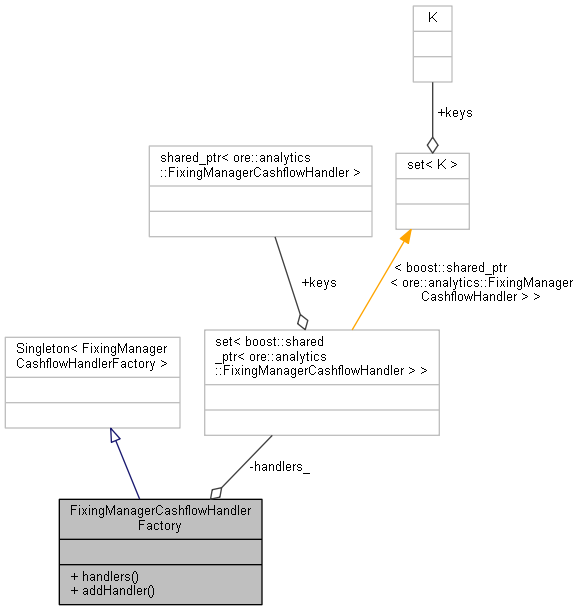 K
+keys
shared_ptr< ore::analytics
::FixingManagerCashflowHandler >
set< K >
+keys
< boost::shared_ptr
< ore::analytics::FixingManager
CashflowHandler > >
Singleton< FixingManager
CashflowHandlerFactory >
set< boost::shared
_ptr< ore::analytics
::FixingManagerCashflowHandler > >
-handlers_
FixingManagerCashflowHandler
Factory
+ handlers()
+ addHandler()